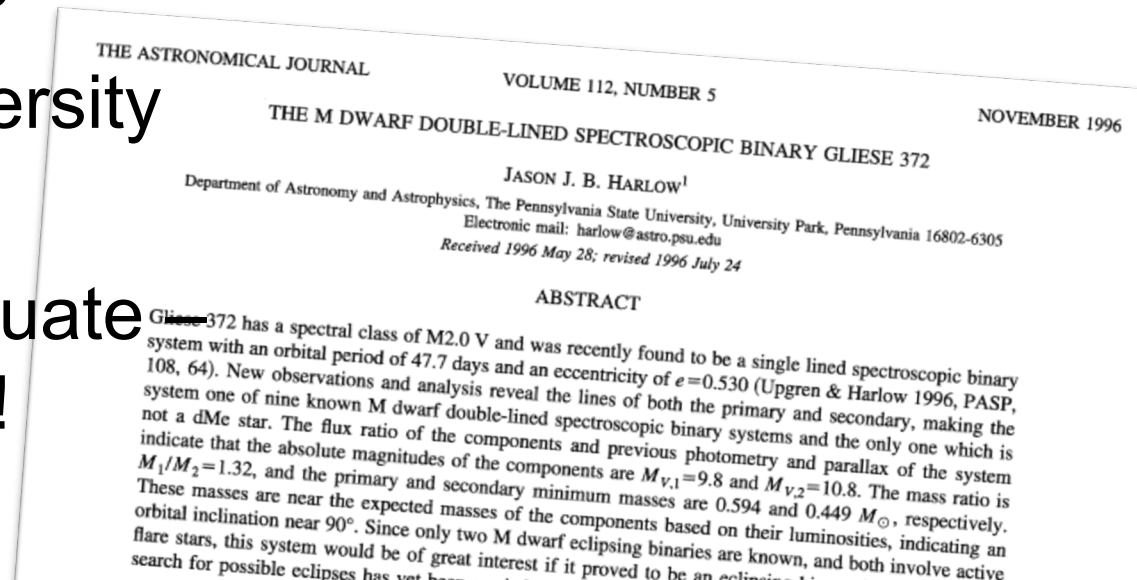 ersity
uate
!
THE ASTRONOMICAL JOURNAL VOLUME 112, NUMBER 5 NOVEMBER 1996
THE M DWARF DOUBLE-LINED SPECTROSCOPIC BINARY GLIESE 372
JASON J. B. HARLOW¹
Department of Astronomy and Astrophysics, The Pennsylvania State University, University Park, Pennsylvania 16802-6305
Electronic mail: harlow@astro.psu.edu
Received 1996 May 28; revised 1996 July 24
ABSTRACT
Gliese 372 has a spectral class of M2.0 V and was recently found to be a single lined spectroscopic binary
system with an orbital period of 47.7 days and an eccentricity of e=0.530 (Upgren & Harlow 1996, PASP,
108, 64). New observations and analysis reveal the lines of both the primary and secondary, making the
system one of nine known M dwarf double-lined spectroscopic binary systems and the only one which is
not a dMe star. The flux ratio of the components and previous photometry and parallax of the system
indicate that the absolute magnitudes of the components are M_V,1=9.8 and M_V,2=10.8. The mass ratio is
M₁/M₂=1.32, and the primary and secondary minimum masses are 0.594 and 0.449 M⊙, respectively.
These masses are near the expected masses of the components based on their luminosities, indicating an
orbital inclination near 90°. Since only two M dwarf eclipsing binaries are known, and both involve active
flare stars, this system would be of great interest if it proved to be an
search for possible eclipses has yet